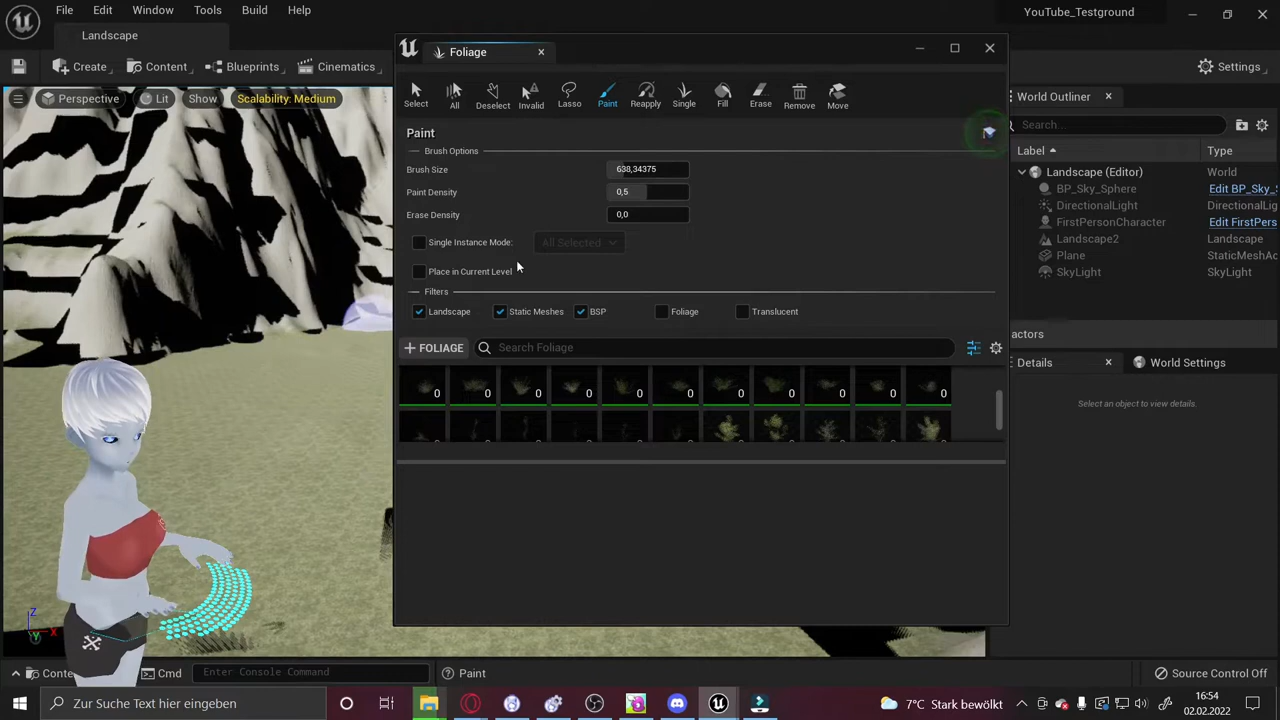 File Edit Window Tools Build Help
YouTube_Testground
Landscape
Foliage
Create Content Blueprints Cinematics
Settings
Perspective Lit Show Scalability: Medium
Select All Deselect Invalid Lasso Paint Reapply Single Fill Erase Remove Move
World Outliner
Search...
Paint
Brush Options
Label Type
Brush Size 638,34375
Landscape (Editor) World
Paint Density 0,5
BP_Sky_Sphere Edit BP_Sky_S
DirectionalLight DirectionalLig
Erase Density 0,0
FirstPersonCharacter Edit FirstPers
Single Instance Mode: All Selected
Landscape2 Landscape
Plane StaticMeshAc
Place in Current Level
SkyLight SkyLight
Filters
Landscape Static Meshes BSP Foliage Translucent
actors
FOLIAGE Search Foliage
Details World Settings
0 0 0 0 0 0 0 0 0 0 0
Select an object to view details.
Z
X
Y
Conte Cmd Enter Console Command Paint Source Control Off
Zur Suche Text hier eingeben
7°C Stark bewölkt
16:54
02.02.2022